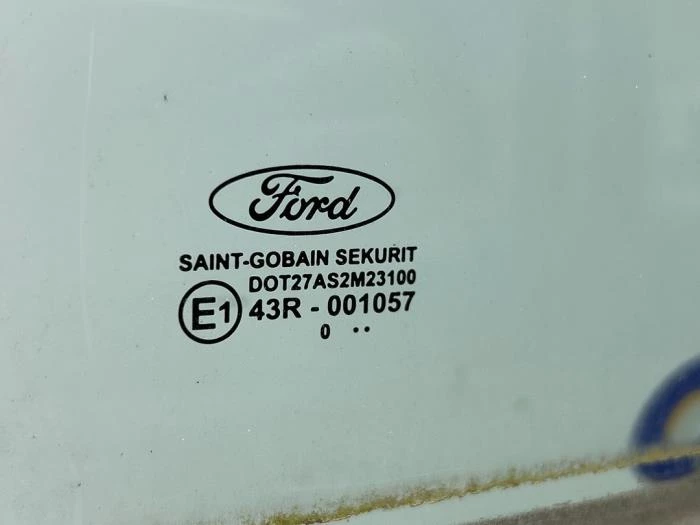 Ford
SAINT-GOBAIN SEKURIT
DOT27AS2M23100
E1 43R - 001057
0 ..